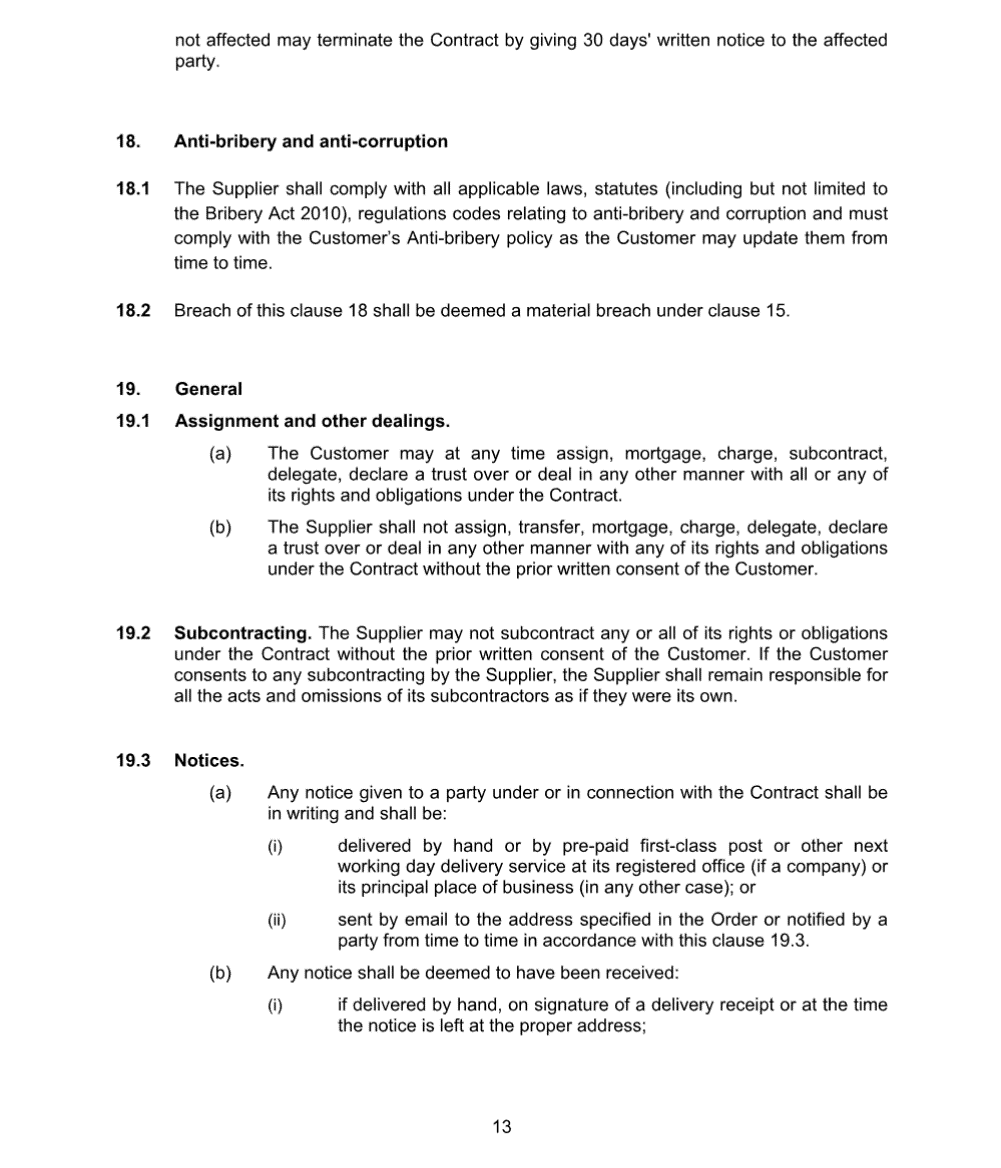 not affected may terminate the Contract by giving 30 days' written notice to the affected
party.
18. Anti-bribery and anti-corruption
18.1 The Supplier shall comply with all applicable laws, statutes (including but not limited to
the Bribery Act 2010), regulations codes relating to anti-bribery and corruption and must
comply with the Customer’s Anti-bribery policy as the Customer may update them from
time to time.
18.2 Breach of this clause 18 shall be deemed a material breach under clause 15.
19. General
19.1 Assignment and other dealings.
(a) The Customer may at any time assign, mortgage, charge, subcontract,
delegate, declare a trust over or deal in any other manner with all or any of
its rights and obligations under the Contract.
(b) The Supplier shall not assign, transfer, mortgage, charge, delegate, declare
a trust over or deal in any other manner with any of its rights and obligations
under the Contract without the prior written consent of the Customer.
19.2 Subcontracting. The Supplier may not subcontract any or all of its rights or obligations
under the Contract without the prior written consent of the Customer. If the Customer
consents to any subcontracting by the Supplier, the Supplier shall remain responsible for
all the acts and omissions of its subcontractors as if they were its own.
19.3 Notices.
(a) Any notice given to a party under or in connection with the Contract shall be
in writing and shall be:
(i) delivered by hand or by pre-paid first-class post or other next
working day delivery service at its registered office (if a company) or
its principal place of business (in any other case); or
(ii) sent by email to the address specified in the Order or notified by a
party from time to time in accordance with this clause 19.3.
(b) Any notice shall be deemed to have been received:
(i) if delivered by hand, on signature of a delivery receipt or at the time
the notice is left at the proper address;
13